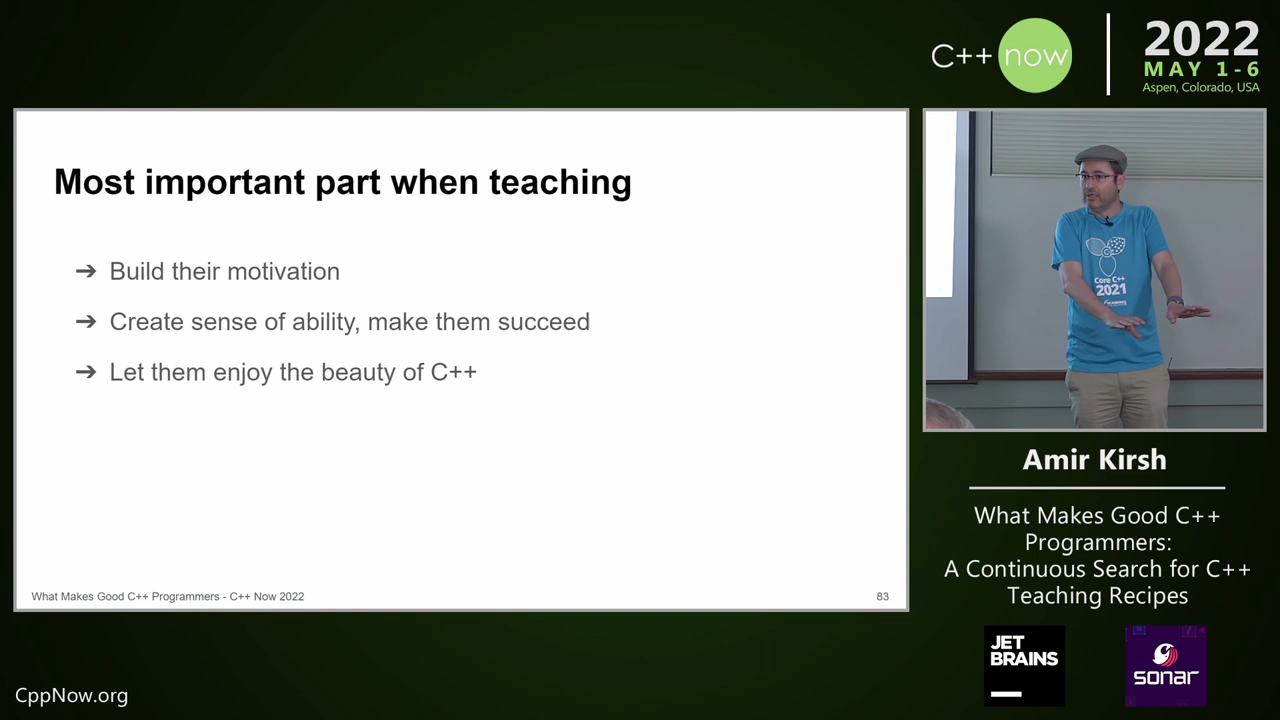 C++ now
2022
MAY 1-6
Aspen, Colorado, USA
Most important part when teaching
➔ Build their motivation
➔ Create sense of ability, make them succeed
➔ Let them enjoy the beauty of C++
What Makes Good C++ Programmers - C++ Now 2022
83
Core C++
2021
Amir Kirsh
What Makes Good C++
Programmers:
A Continuous Search for C++
Teaching Recipes
JET
BRAINS
sonar
CppNow.org